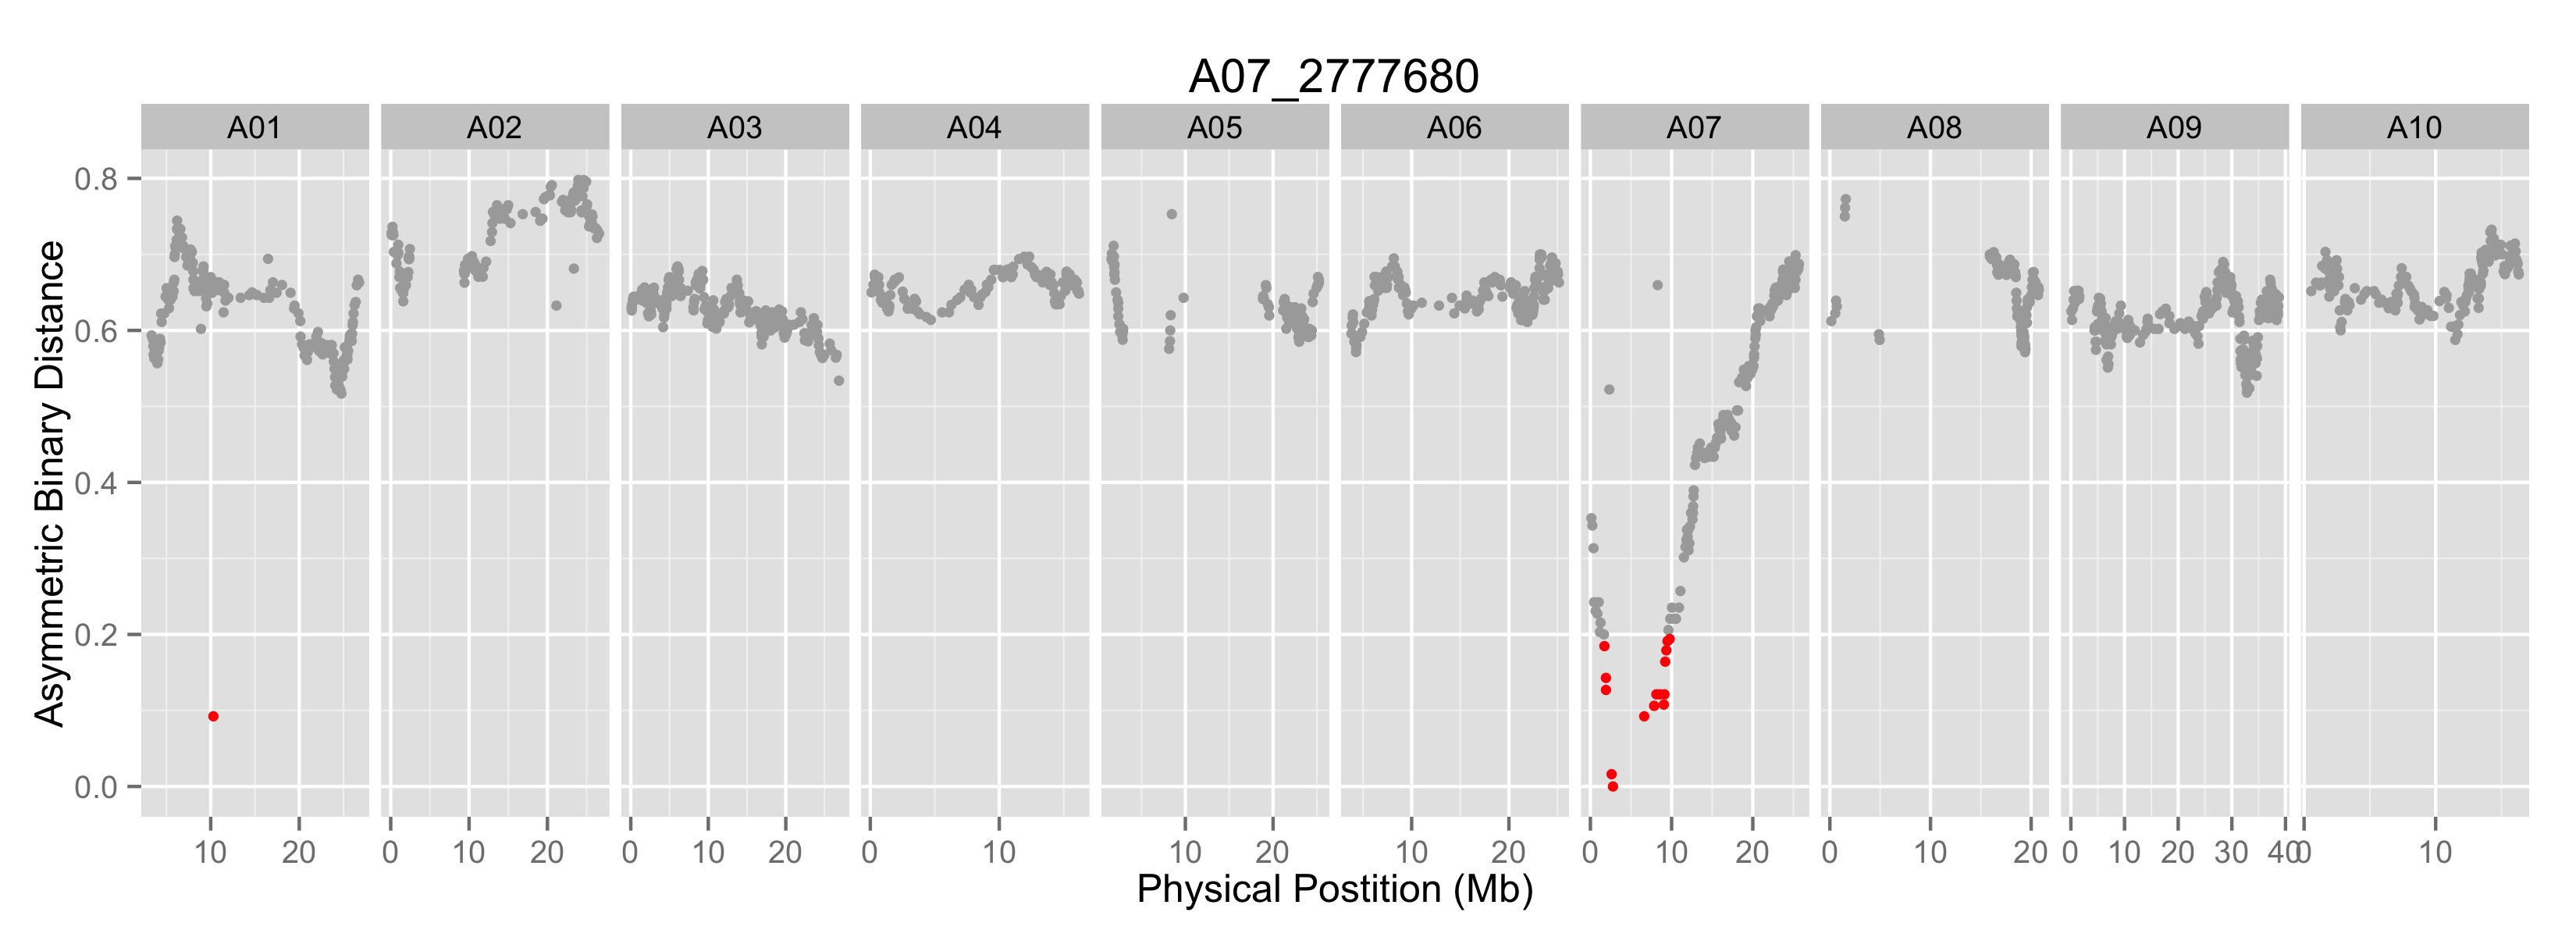 A07_2777680
A01 A02 A03 A04 A05 A06 A07 A08 A09 A10
Asymmetric Binary Distance
0.8
0.6
0.4
0.2
0.0
10 20 0 10 20 0 10 20 0 10 10 20 10 20 0 10 20 0 10 20 0 10 20 30 40 0 10
Physical Postition (Mb)